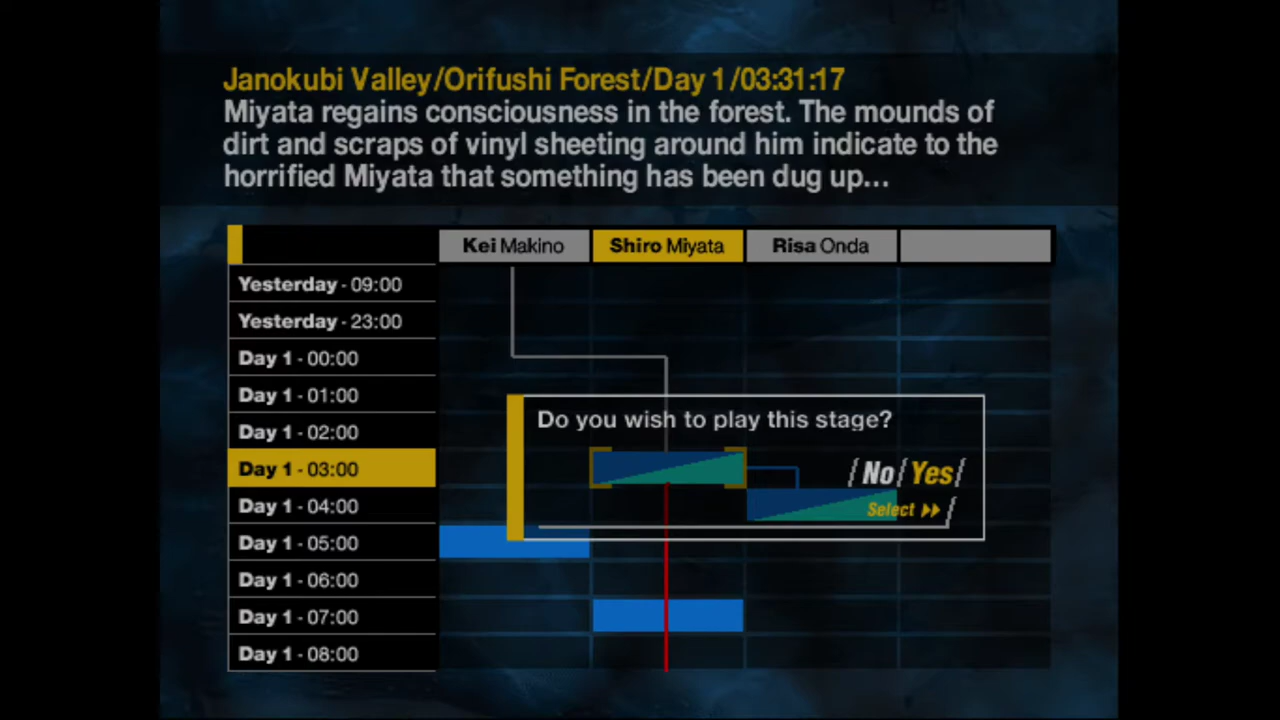 Janokubi Valley/Orifushi Forest/Day 1/03:31:17
Miyata regains consciousness in the forest. The mounds of
dirt and scraps of vinyl sheeting around him indicate to the
horrified Miyata that something has been dug up...
Kei Makino Shiro Miyata Risa Onda
Yesterday - 09:00
Yesterday - 23:00
Day 1 - 00:00
Day 1 - 01:00
Day 1 - 02:00
Day 1 - 03:00
Day 1 - 04:00
Day 1 - 05:00
Day 1 - 06:00
Day 1 - 07:00
Day 1 - 08:00
Do you wish to play this stage?
/No/Yes/
Select